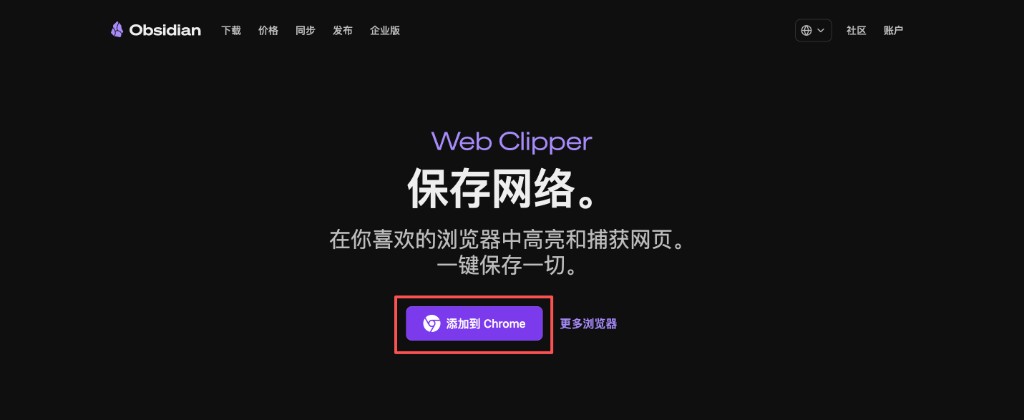 Obsidian 下载 价格 同步 发布 企业版 社区 账户
Web Clipper
保存网络。
在你喜欢的浏览器中高亮和捕获网页。
一键保存一切。
添加到 Chrome 更多浏览器